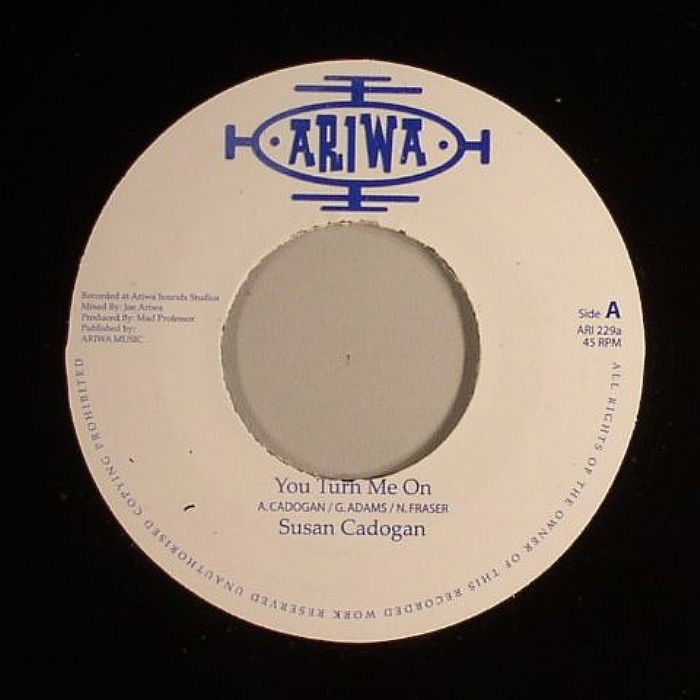 ARIWA
Recorded at Ariwa Sounds Studios
Mixed By: Joe Ariwa
Produced By: Mad Professor
Published by:
ARIWA MUSIC
Side A
ARI 229a
45 RPM
You Turn Me On
A. CADOGAN / G. ADAMS / N. FRASER
Susan Cadogan
ALL RIGHTS OF THE OWNER OF THIS RECORDED WORK RESERVED UNAUTHORISED COPYING PROHIBITED